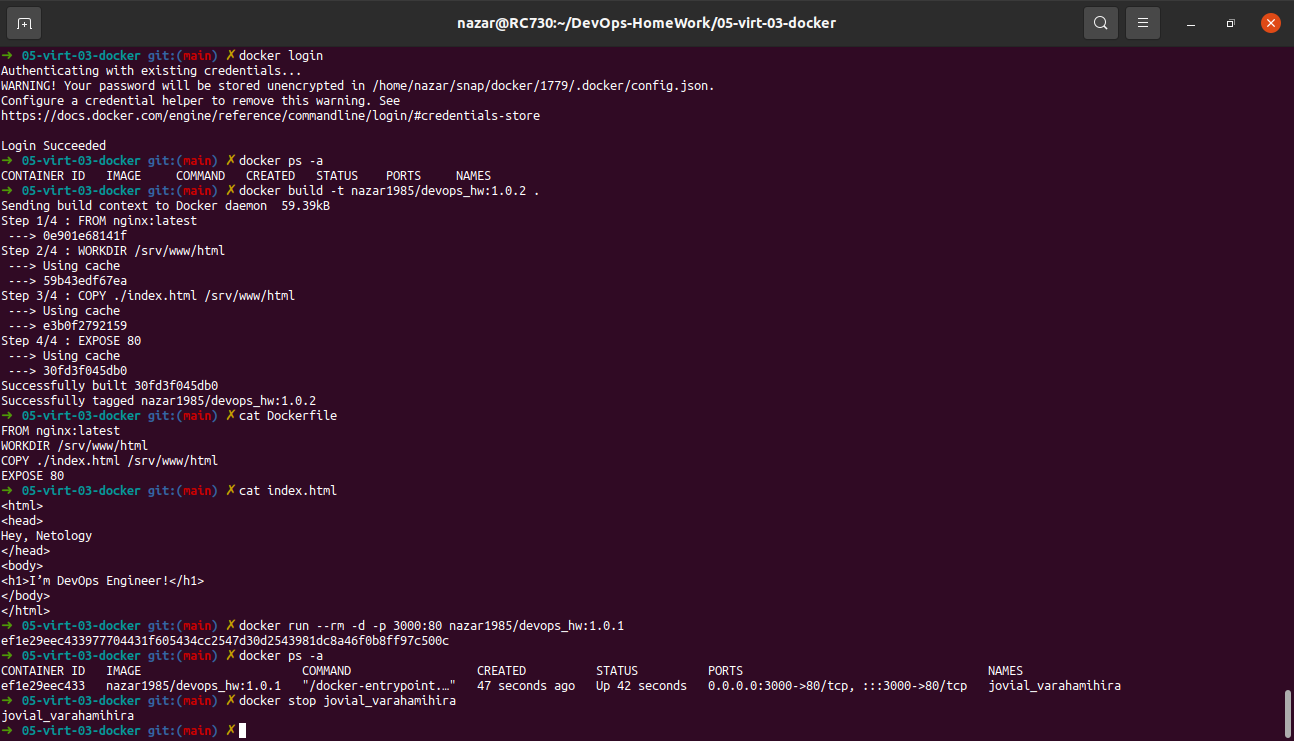 nazar@RC730:~/DevOps-HomeWork/05-virt-03-docker
→ 05-virt-03-docker git:(main) ✗ docker login
Authenticating with existing credentials...
WARNING! Your password will be stored unencrypted in /home/nazar/snap/docker/1779/.docker/config.json.
Configure a credential helper to remove this warning. See
https://docs.docker.com/engine/reference/commandline/login/#credentials-store
Login Succeeded
→ 05-virt-03-docker git:(main) ✗ docker ps -a
CONTAINER ID   IMAGE     COMMAND   CREATED   STATUS    PORTS     NAMES
→ 05-virt-03-docker git:(main) ✗ docker build -t nazar1985/devops_hw:1.0.2 .
Sending build context to Docker daemon  59.39kB
Step 1/4 : FROM nginx:latest
 ---> 0e901e68141f
Step 2/4 : WORKDIR /srv/www/html
 ---> Using cache
 ---> 59b43edf67ea
Step 3/4 : COPY ./index.html /srv/www/html
 ---> Using cache
 ---> e3b0f2792159
Step 4/4 : EXPOSE 80
 ---> Using cache
 ---> 30fd3f045db0
Successfully built 30fd3f045db0
Successfully tagged nazar1985/devops_hw:1.0.2
→ 05-virt-03-docker git:(main) ✗ cat Dockerfile
FROM nginx:latest
WORKDIR /srv/www/html
COPY ./index.html /srv/www/html
EXPOSE 80
→ 05-virt-03-docker git:(main) ✗ cat index.html
<html>
<head>
Hey, Netology
</head>
<body>
<h1>I’m DevOps Engineer!</h1>
</body>
</html>
→ 05-virt-03-docker git:(main) ✗ docker run --rm -d -p 3000:80 nazar1985/devops_hw:1.0.1
ef1e29eec433977704431f605434cc2547d30d2543981dc8a46f0b8ff97c500c
→ 05-virt-03-docker git:(main) ✗ docker ps -a
CONTAINER ID   IMAGE                       COMMAND                  CREATED          STATUS          PORTS                                   NAMES
ef1e29eec433   nazar1985/devops_hw:1.0.1   "/docker-entrypoint.…"   47 seconds ago   Up 42 seconds   0.0.0.0:3000->80/tcp, :::3000->80/tcp   jovial_varahamihira
→ 05-virt-03-docker git:(main) ✗ docker stop jovial_varahamihira
jovial_varahamihira
→ 05-virt-03-docker git:(main) ✗